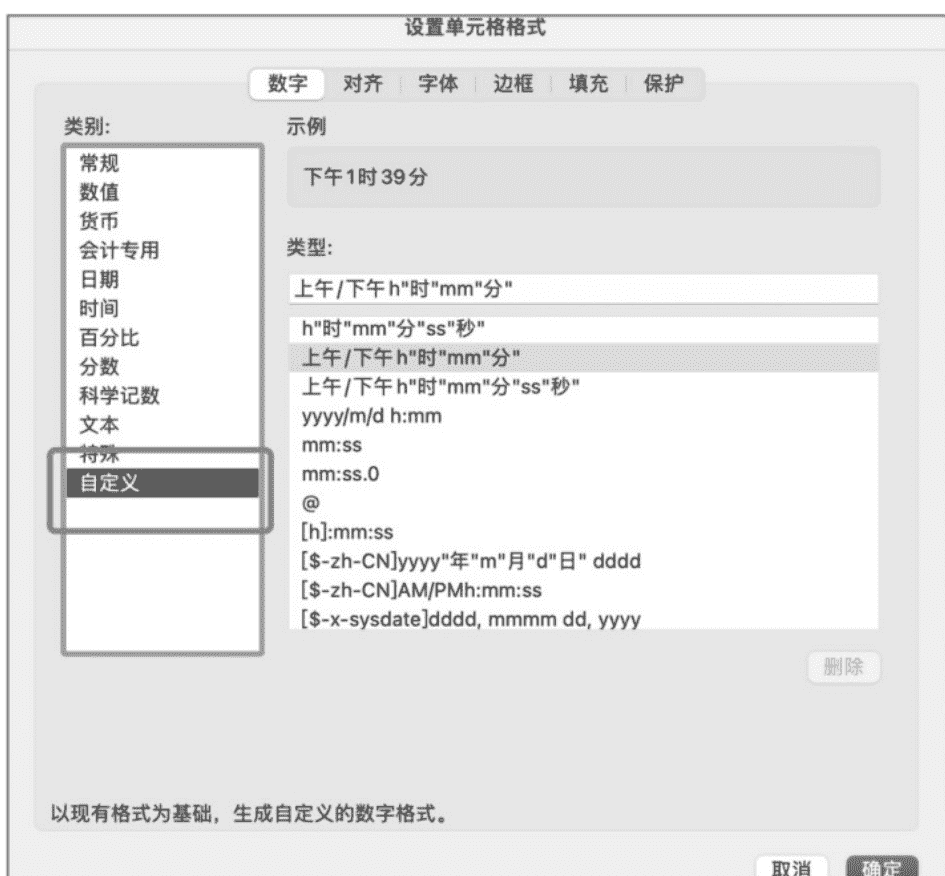 设置单元格格式
数字 对齐 字体 边框 填充 保护
类别:
常规
数值
货币
会计专用
日期
时间
百分比
分数
科学记数
文本
特殊
自定义
示例
下午1时39分
类型:
上午/下午h"时"mm"分"
h"时"mm"分"ss"秒"
上午/下午h"时"mm"分"
上午/下午h"时"mm"分"ss"秒"
yyyy/m/d h:mm
mm:ss
mm:ss.0
@
[h]:mm:ss
[$-zh-CN]yyyy"年"m"月"d"日" dddd
[$-zh-CN]AM/PMh:mm:ss
[$-x-sysdate]dddd, mmmm dd, yyyy
删除
以现有格式为基础，生成自定义的数字格式。
取消 确定